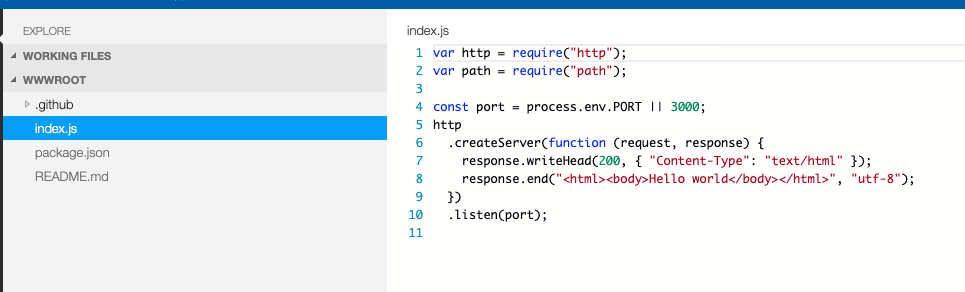 EXPLORE
WORKING FILES
WWWROOT
.github
index.js
package.json
README.md
index.js
1 var http = require("http");
2 var path = require("path");
3
4 const port = process.env.PORT || 3000;
5 http
6   .createServer(function (request, response) {
7     response.writeHead(200, { "Content-Type": "text/html" });
8     response.end("<html><body>Hello world</body></html>", "utf-8");
9   })
10   .listen(port);
11